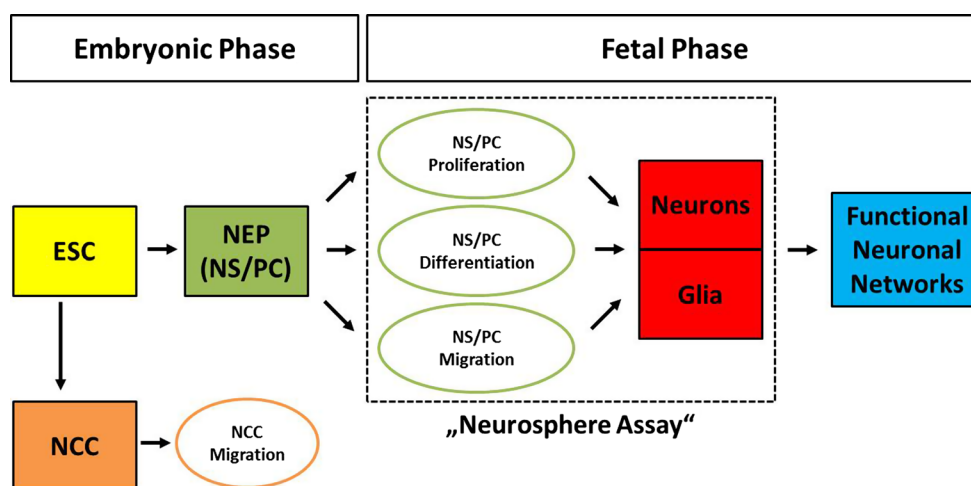 Embryonic Phase
Fetal Phase
NS/PC
Proliferation
ESC
NEP
(NS/PC)
NS/PC
Differentiation
Neurons
Glia
Functional
Neuronal
Networks
NS/PC
Migration
NCC
NCC
Migration
„Neurosphere Assay“